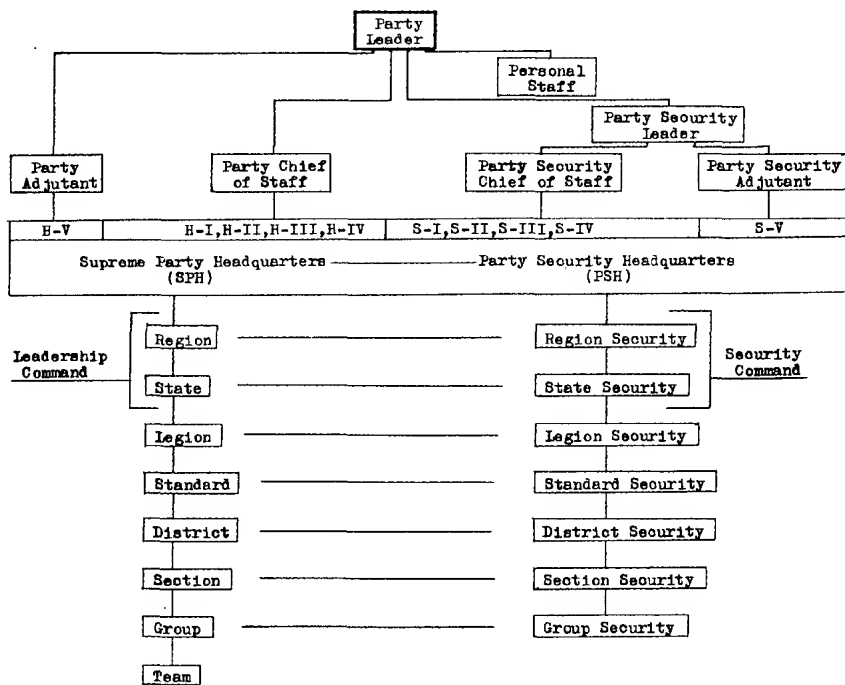 Party
Leader
Personal
Staff
Party Security
Leader
Party
Adjutant
Party Chief
of Staff
Party Security
Chief of Staff
Party Security
Adjutant
H-V
H-I,H-II,H-III,H-IV
S-I,S-II,S-III,S-IV
S-V
Supreme Party Headquarters
(SPH)
Party Security Headquarters
(PSH)
Leadership
Command
Security
Command
Region
Region Security
State
State Security
Legion
Legion Security
Standard
Standard Security
District
District Security
Section
Section Security
Group
Group Security
Team